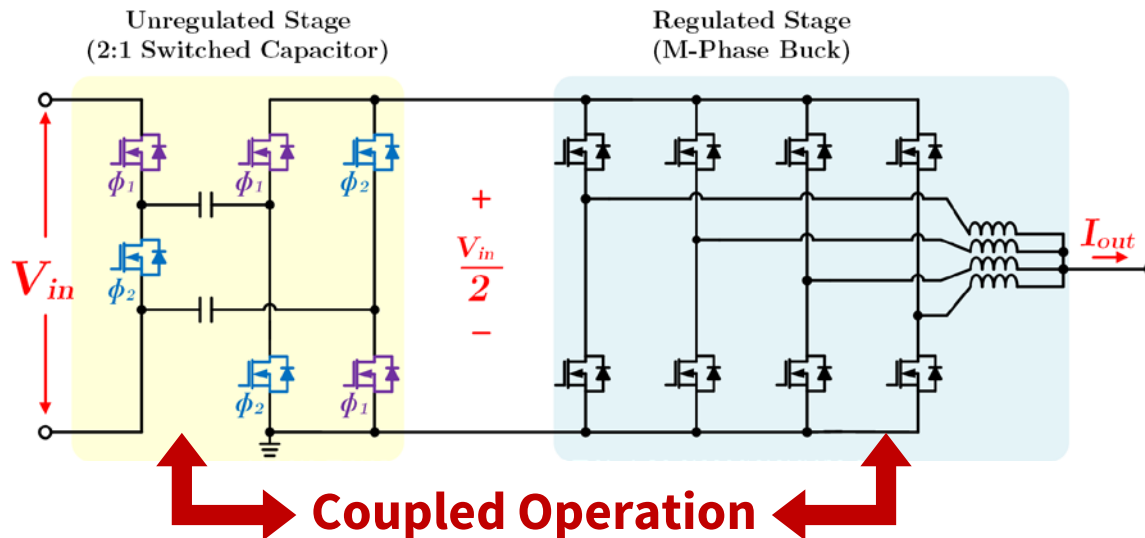 Unregulated Stage
(2:1 Switched Capacitor)
Regulated Stage
(M-Phase Buck)
ϕ1
ϕ1
ϕ2
ϕ2
ϕ2
ϕ1
Vin
+
Vin
2
−
Iout
Coupled Operation